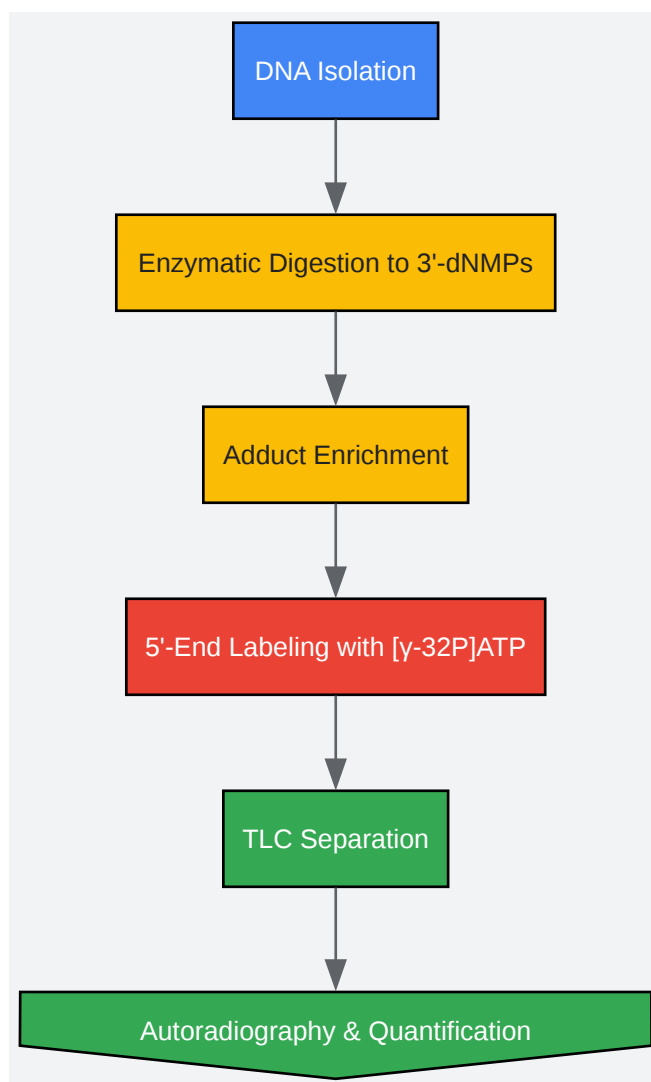 DNA Isolation
Enzymatic Digestion to 3'-dNMPs
Adduct Enrichment
5'-End Labeling with [γ-32P]ATP
TLC Separation
Autoradiography & Quantification